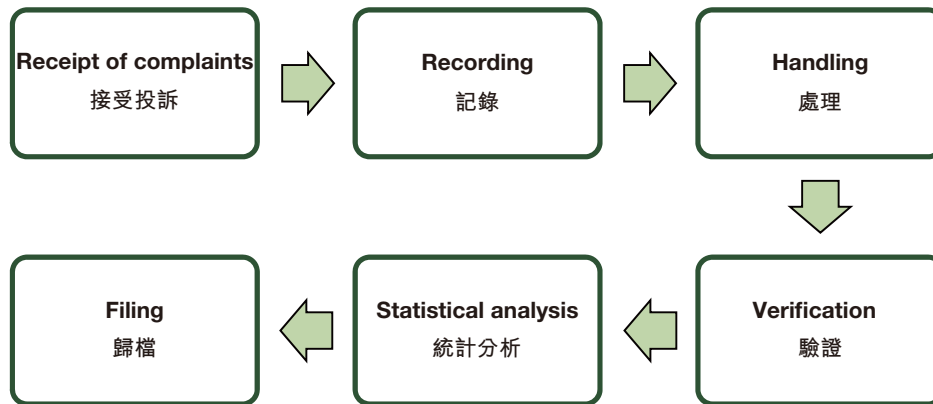 Receipt of complaints
接受投訴
Recording
記錄
Handling
處理
Verification
驗證
Statistical analysis
統計分析
Filing
歸檔